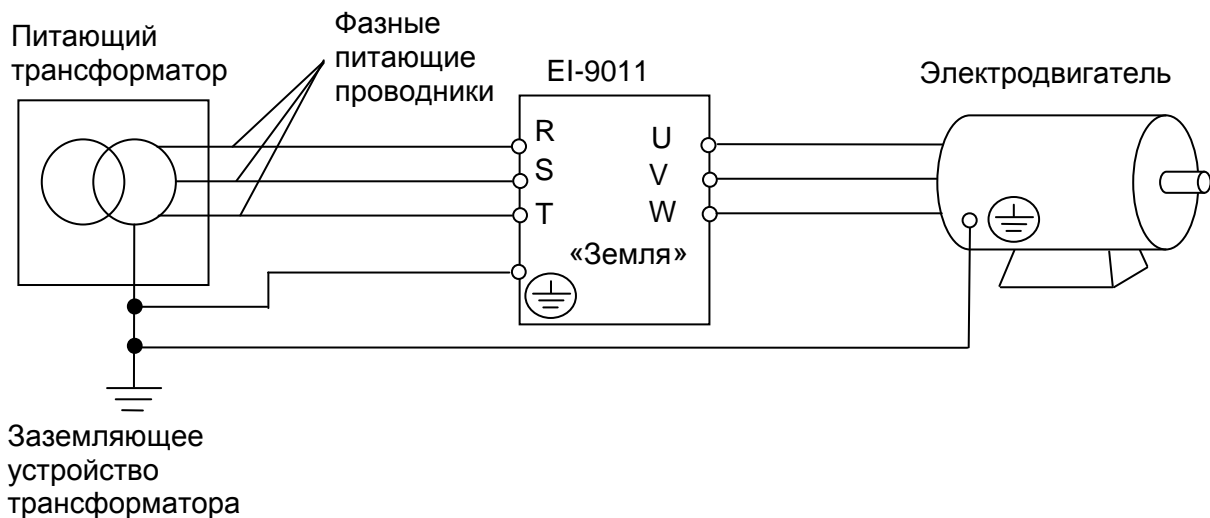 Питающий
трансформатор
Фазные
питающие
проводники
EI-9011
Электродвигатель
R
S
T
U
V
W
«Земля»
Заземляющее
устройство
трансформатора